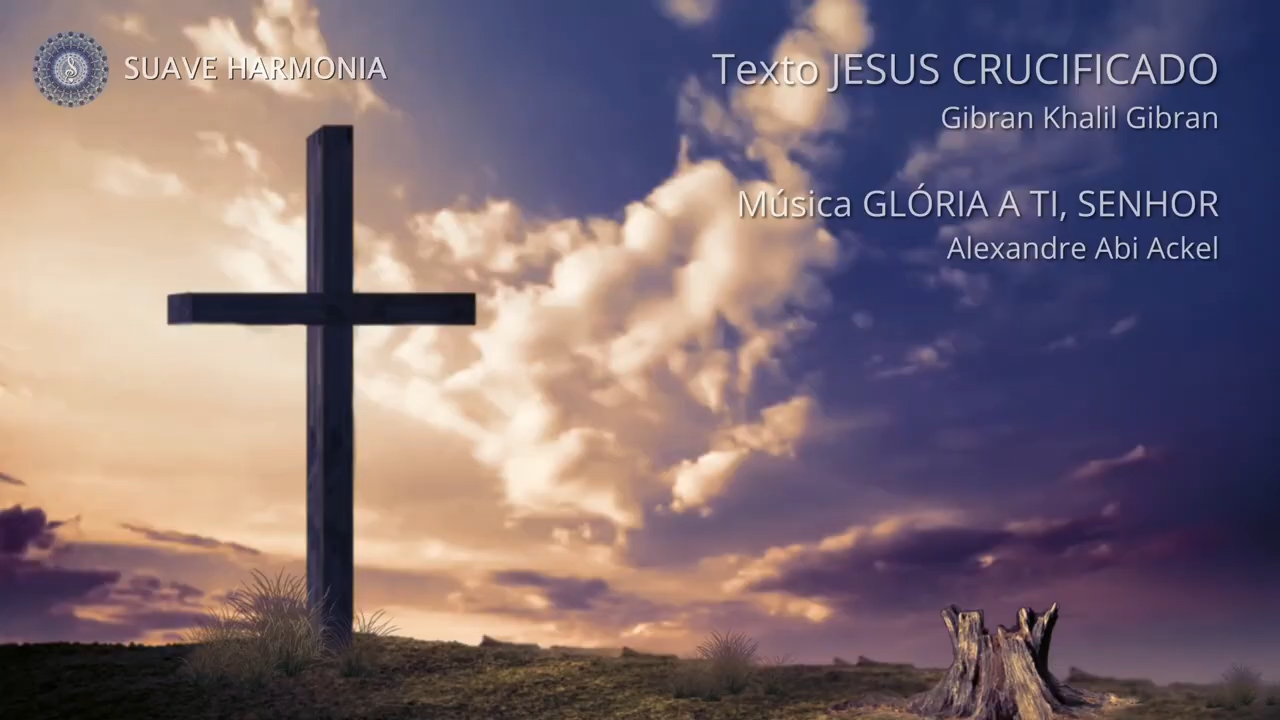 SUAVE HARMONIA
Texto JESUS CRUCIFICADO
Gibran Khalil Gibran
Música GLÓRIA A TI, SENHOR
Alexandre Abi Ackel